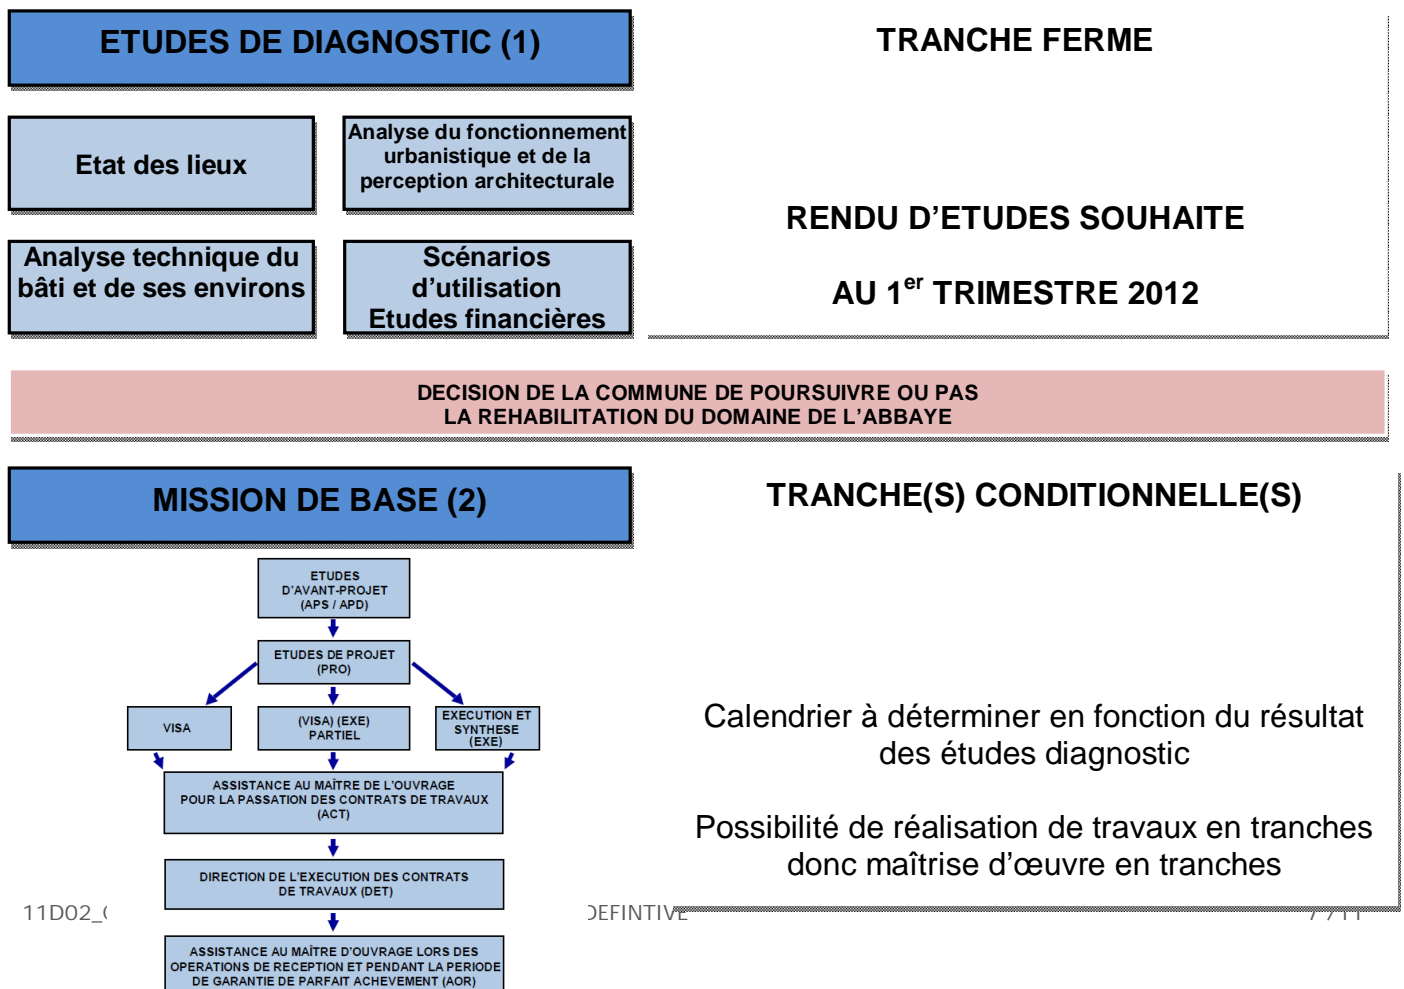 ETUDES DE DIAGNOSTIC (1)
TRANCHE FERME
Etat des lieux
Analyse du fonctionnement
urbanistique et de la
perception architecturale
Analyse technique du
bâti et de ses environs
Scénarios
d'utilisation
Etudes financières
RENDU D'ETUDES SOUHAITE
AU 1er TRIMESTRE 2012
DECISION DE LA COMMUNE DE POURSUIVRE OU PAS
LA REHABILITATION DU DOMAINE DE L'ABBAYE
MISSION DE BASE (2)
TRANCHE(S) CONDITIONNELLE(S)
ETUDES
D'AVANT-PROJET
(APS / APD)
ETUDES DE PROJET
(PRO)
VISA
(VISA) (EXE)
PARTIEL
EXECUTION ET
SYNTHESE
(EXE)
ASSISTANCE AU MAÎTRE DE L'OUVRAGE
POUR LA PASSATION DES CONTRATS DE TRAVAUX
(ACT)
DIRECTION DE L'EXECUTION DES CONTRATS
DE TRAVAUX (DET)
ASSISTANCE AU MAÎTRE D'OUVRAGE LORS DES
OPERATIONS DE RECEPTION ET PENDANT LA PERIODE
DE GARANTIE DE PARFAIT ACHEVEMENT (AOR)
Calendrier à déterminer en fonction du résultat
des études diagnostic
Possibilité de réalisation de travaux en tranches
donc maîtrise d'œuvre en tranches
11D02_ DEFINTIVE